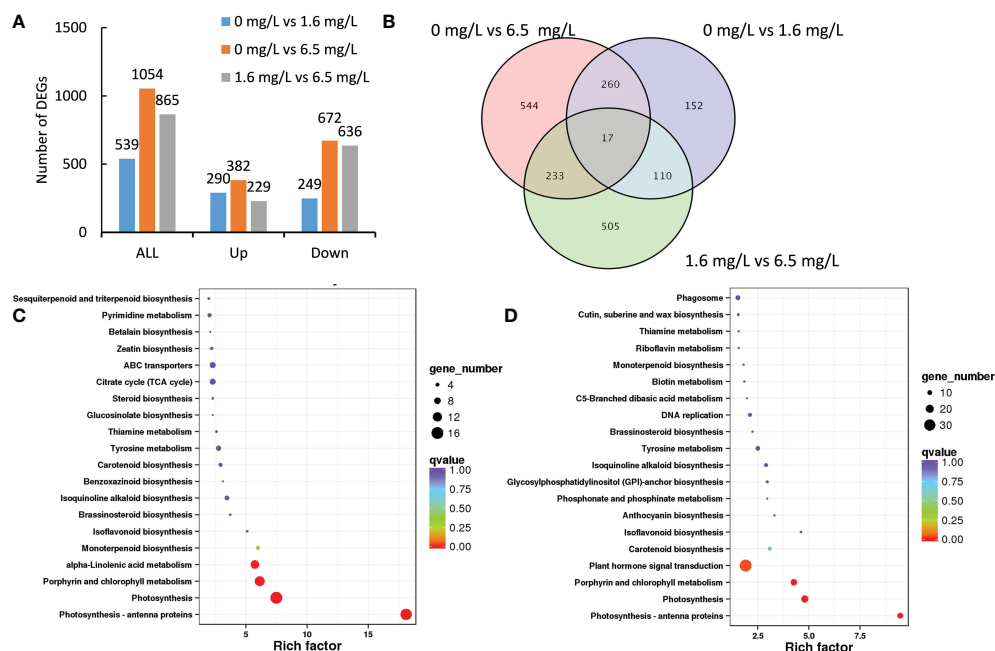 A
1500
1000
500
0
Number of DEGs
0 mg/L vs 1.6 mg/L
0 mg/L vs 6.5 mg/L
1.6 mg/L vs 6.5 mg/L
539
1054
865
290
382
229
249
672
636
ALL
Up
Down
B
0 mg/L vs 6.5 mg/L
0 mg/L vs 1.6 mg/L
544
260
152
17
233
110
505
1.6 mg/L vs 6.5 mg/L
C
Sesquiterpenoid and triterpenoid biosynthesis
Pyrimidine metabolism
Betalain biosynthesis
Zeatin biosynthesis
ABC transporters
Citrate cycle (TCA cycle)
Steroid biosynthesis
Glucosinolate biosynthesis
Thiamine metabolism
Tyrosine metabolism
Carotenoid biosynthesis
Benzoxazinoid biosynthesis
Isoquinoline alkaloid biosynthesis
Brassinosteroid biosynthesis
Isoflavonoid biosynthesis
Monoterpenoid biosynthesis
alpha-Linolenic acid metabolism
Porphyrin and chlorophyll metabolism
Photosynthesis
Photosynthesis - antenna proteins
5
10
15
Rich factor
gene_number
4
8
12
16
qvalue
1.00
0.75
0.50
0.25
0.00
D
Phagosome
Cutin, suberine and wax biosynthesis
Thiamine metabolism
Riboflavin metabolism
Monoterpenoid biosynthesis
Biotin metabolism
C5-Branched dibasic acid metabolism
DNA replication
Brassinosteroid biosynthesis
Tyrosine metabolism
Isoquinoline alkaloid biosynthesis
Glycosylphosphatidylinositol (GPI)-anchor biosynthesis
Phosphonate and phosphinate metabolism
Anthocyanin biosynthesis
Isoflavonoid biosynthesis
Carotenoid biosynthesis
Plant hormone signal transduction
Porphyrin and chlorophyll metabolism
Photosynthesis
Photosynthesis - antenna proteins
2.5
5.0
7.5
Rich factor
gene_number
10
20
30
qvalue
1.00
0.75
0.50
0.25
0.00